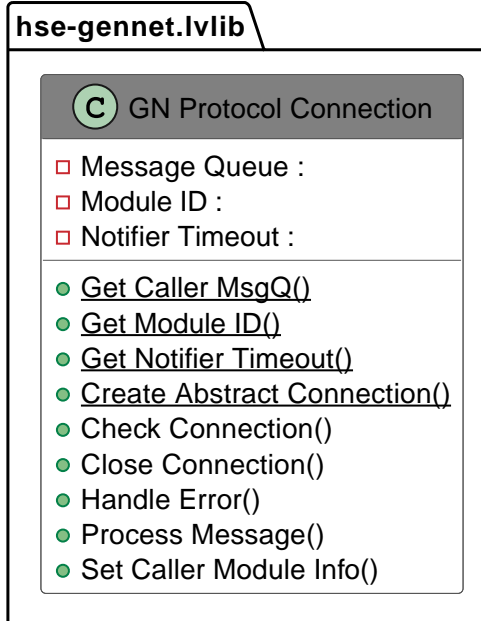 hse-gennet.lvlib
C GN Protocol Connection
Message Queue :
Module ID :
Notifier Timeout :
Get Caller MsgQ()
Get Module ID()
Get Notifier Timeout()
Create Abstract Connection()
Check Connection()
Close Connection()
Handle Error()
Process Message()
Set Caller Module Info()